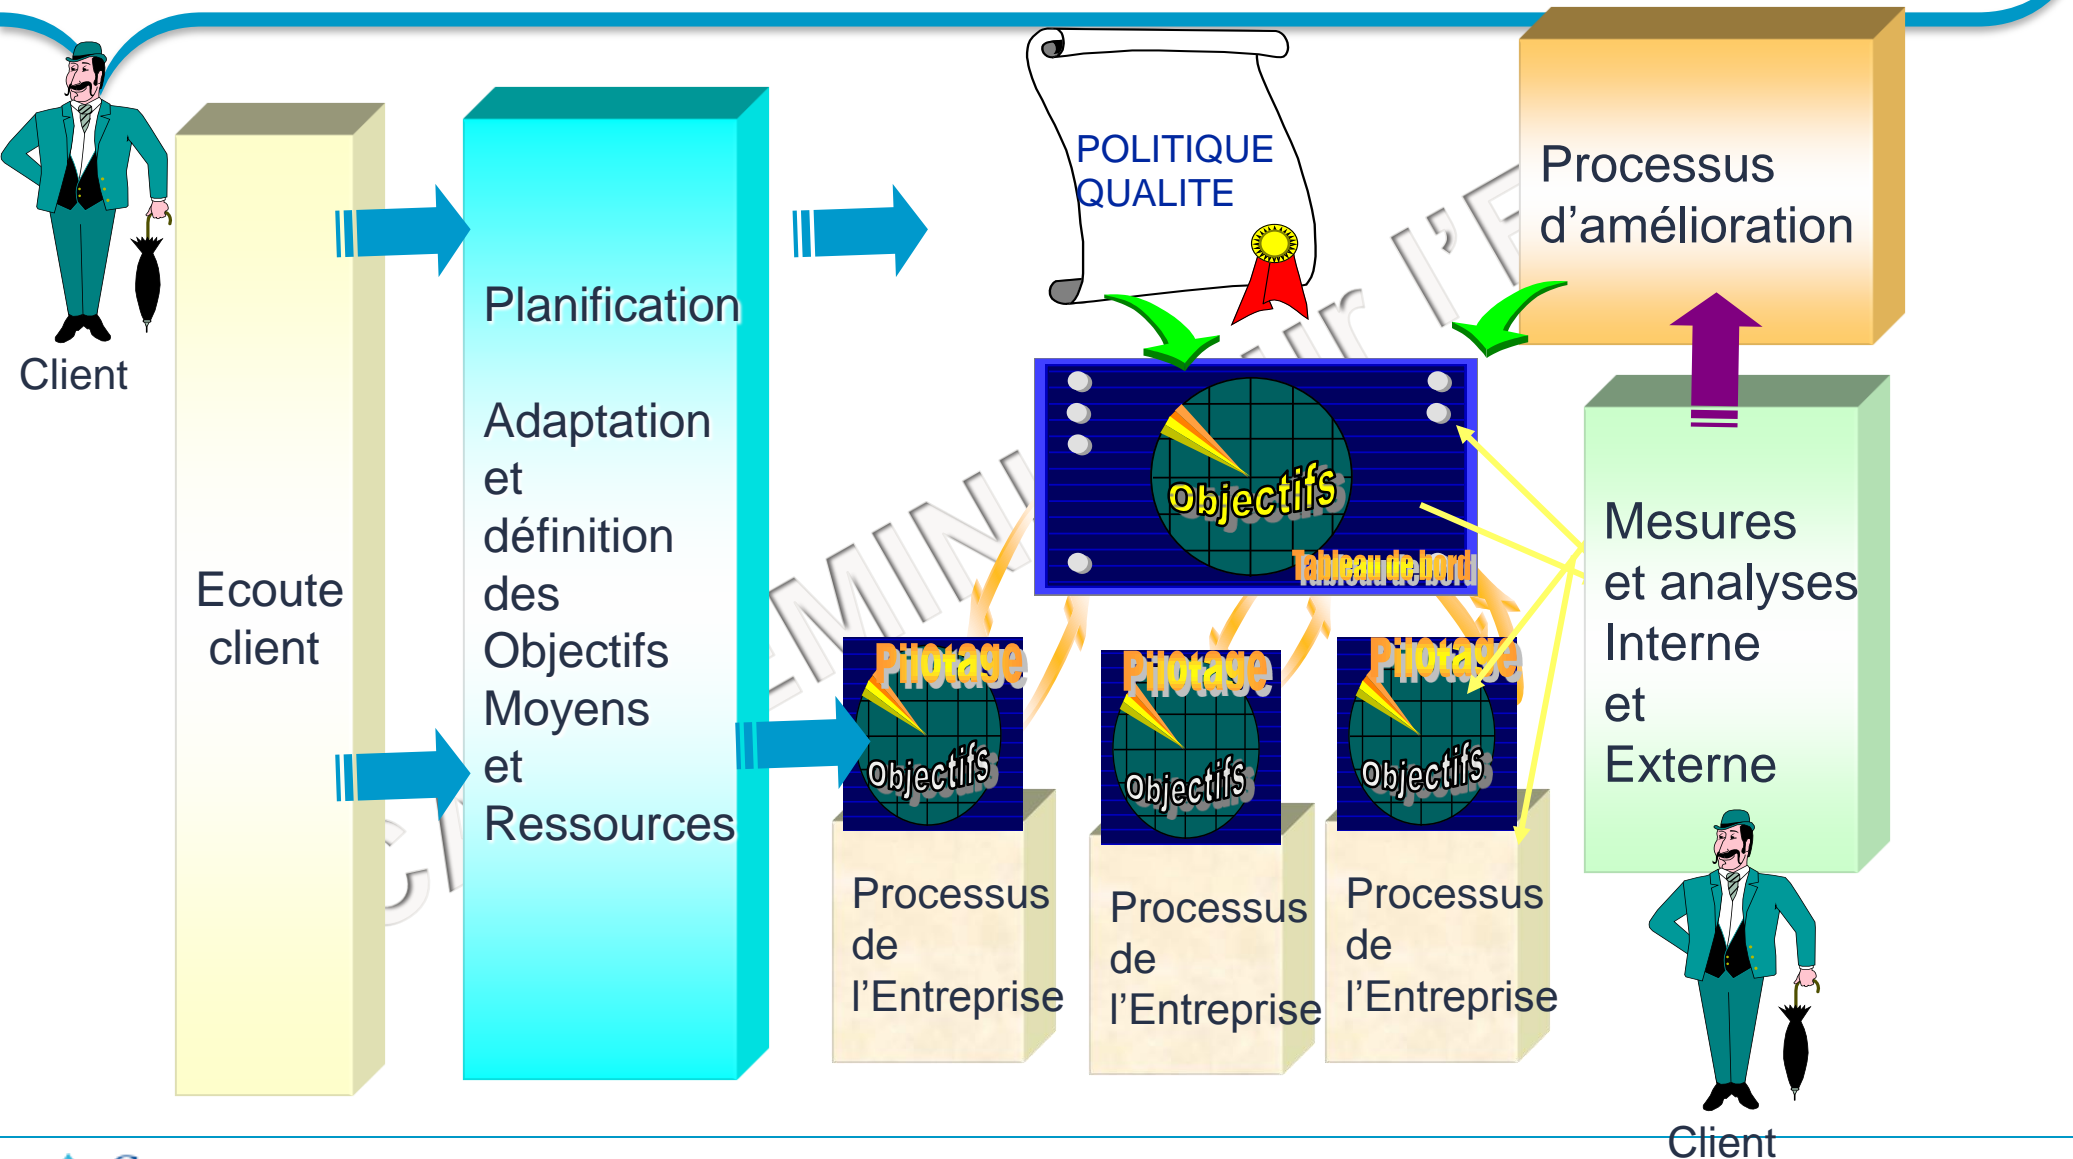 Client
Ecoute
client
Planification
Adaptation
et
définition
des
Objectifs
Moyens
et
Ressources
POLITIQUE
QUALITE
Processus
d’amélioration
Objectifs
Tableau de bord
Pilotage
Objectifs
Processus
de
l’Entreprise
Pilotage
Objectifs
Processus
de
l’Entreprise
Pilotage
Objectifs
Processus
de
l’Entreprise
Mesures
et analyses
Interne
et
Externe
Client